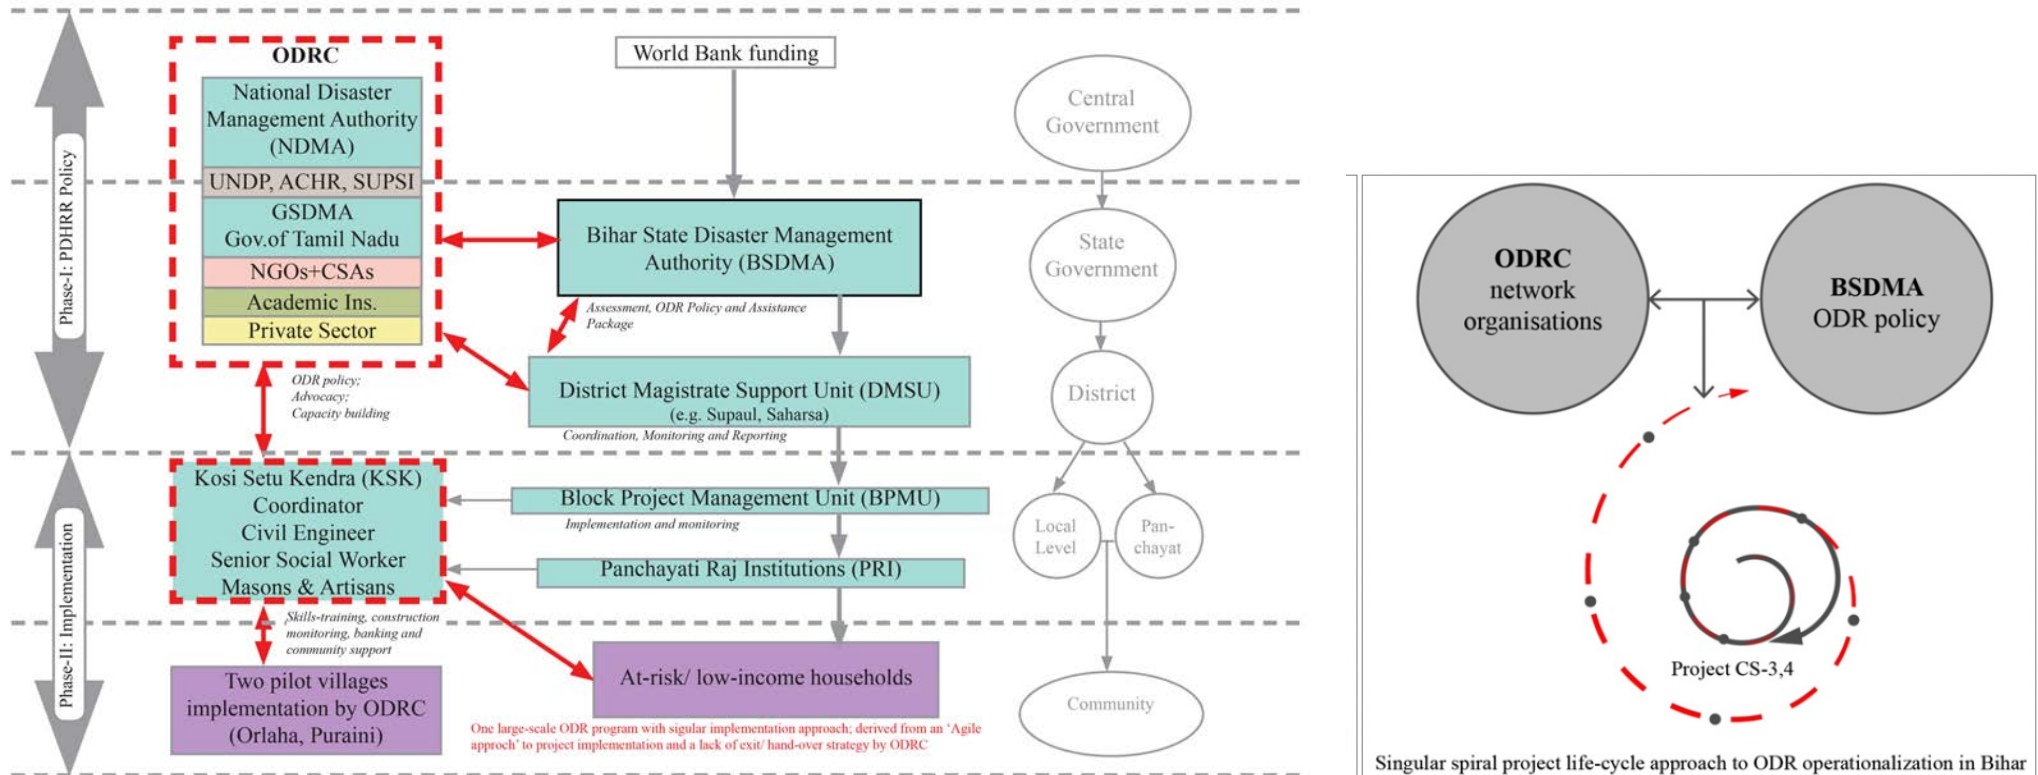 Phase-I: PDHRR Policy
Phase-II: Implementation
ODRC
National Disaster
Management Authority
(NDMA)
UNDP, ACHR, SUPSI
GSDMA
Gov.of Tamil Nadu
NGOs+CSAs
Academic Ins.
Private Sector
ODR policy;
Advocacy;
Capacity building
Kosi Setu Kendra (KSK)
Coordinator
Civil Engineer
Senior Social Worker
Masons & Artisans
Skills-training, construction
monitoring, banking and
community support
Two pilot villages
implementation by ODRC
(Orlaha, Puraini)
World Bank funding
Bihar State Disaster Management
Authority (BSDMA)
Assessment, ODR Policy and Assistance
Package
District Magistrate Support Unit (DMSU)
(e.g. Supaul, Saharsa)
Coordination, Monitoring and Reporting
Block Project Management Unit (BPMU)
Implementation and monitoring
Panchayati Raj Institutions (PRI)
At-risk/ low-income households
One large-scale ODR program with sigular implementation approach; derived from an ‘Agile
approch’ to project implementation and a lack of exit/ hand-over strategy by ODRC
Central
Government
State
Government
District
Local
Level
Pan-
chayat
Community
ODRC
network
organisations
BSDMA
ODR policy
Project CS-3,4
Singular spiral project life-cycle approach to ODR operationalization in Bihar